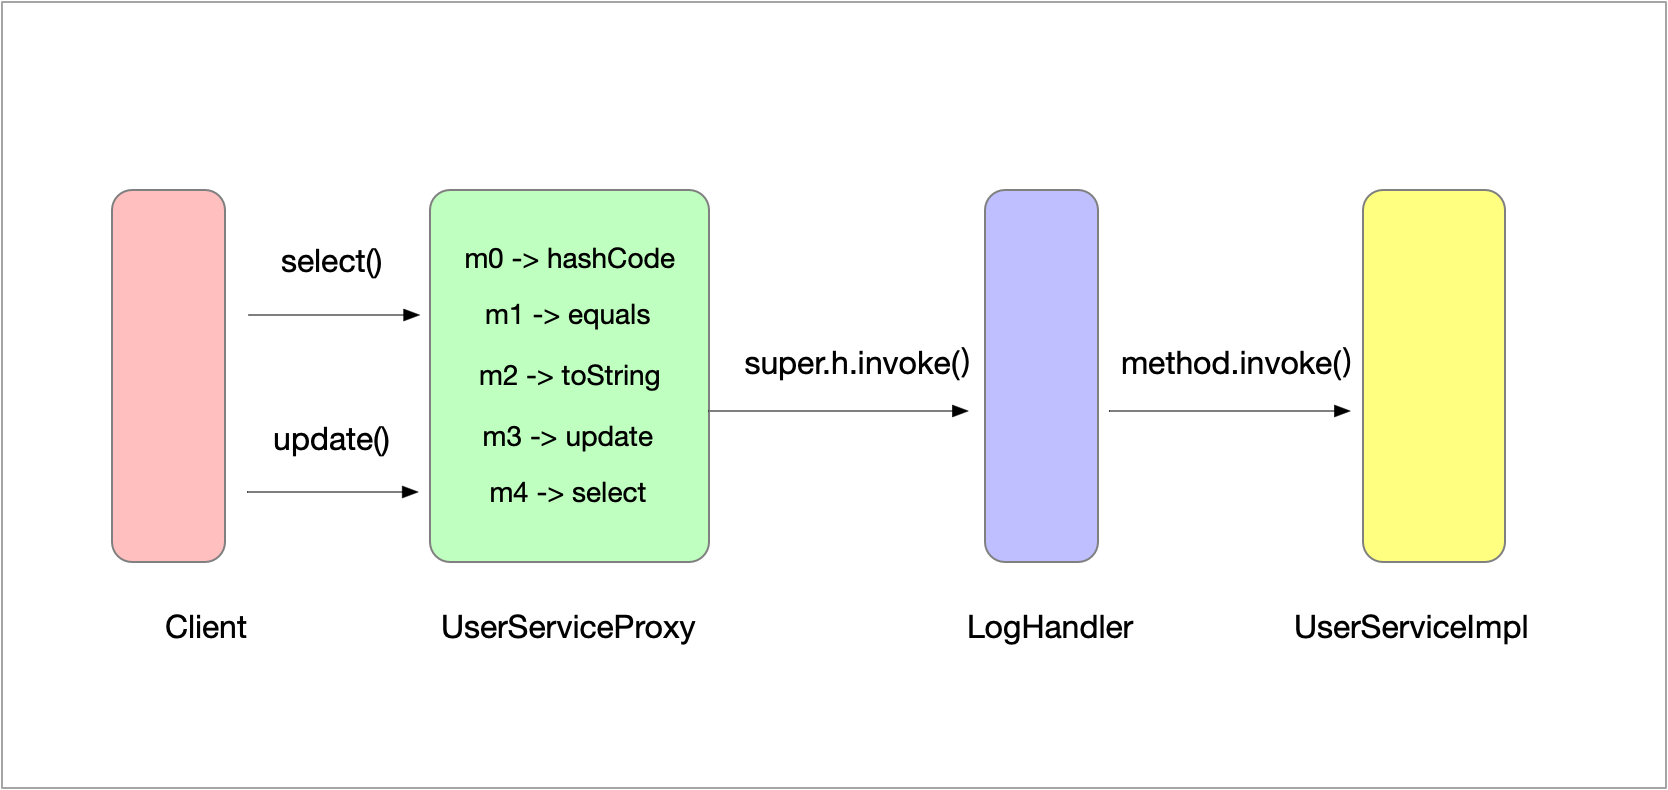 select()
update()
m0 -> hashCode
m1 -> equals
m2 -> toString
m3 -> update
m4 -> select
super.h.invoke()
method.invoke()
Client
UserServiceProxy
LogHandler
UserServiceImpl